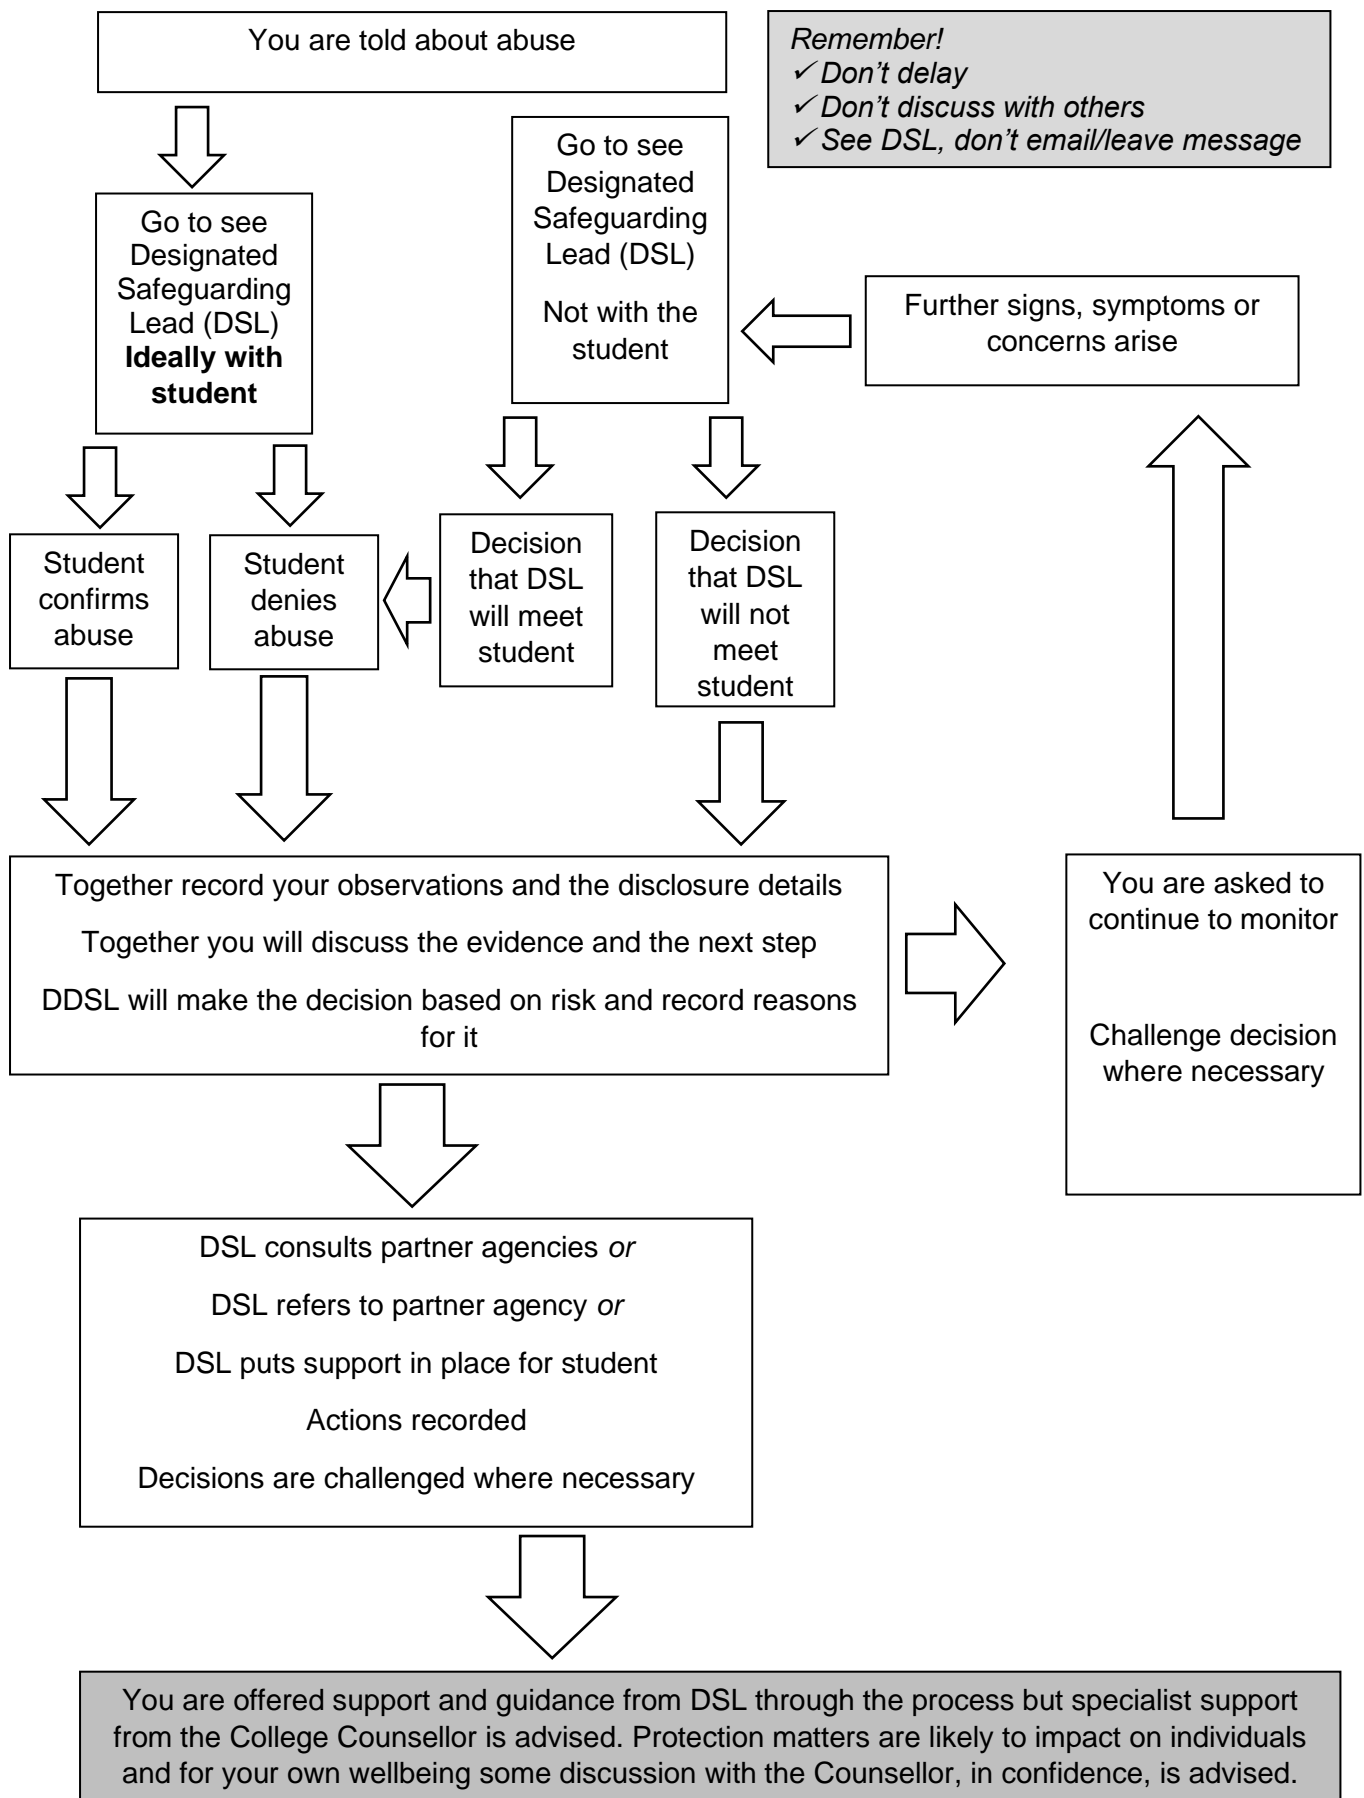 You are told about abuse
Remember!
✓ Don't delay
✓ Don't discuss with others
✓ See DSL, don't email/leave message
Go to see
Designated
Safeguarding
Lead (DSL)
Ideally with
student
Go to see
Designated
Safeguarding
Lead (DSL)
Not with the
student
Further signs, symptoms or
concerns arise
Student
confirms
abuse
Student
denies
abuse
Decision
that DSL
will meet
student
Decision
that DSL
will not
meet
student
Together record your observations and the disclosure details
Together you will discuss the evidence and the next step
DDSL will make the decision based on risk and record reasons
for it
You are asked to
continue to monitor
Challenge decision
where necessary
DSL consults partner agencies or
DSL refers to partner agency or
DSL puts support in place for student
Actions recorded
Decisions are challenged where necessary
You are offered support and guidance from DSL through the process but specialist support
from the College Counsellor is advised. Protection matters are likely to impact on individuals
and for your own wellbeing some discussion with the Counsellor, in confidence, is advised.